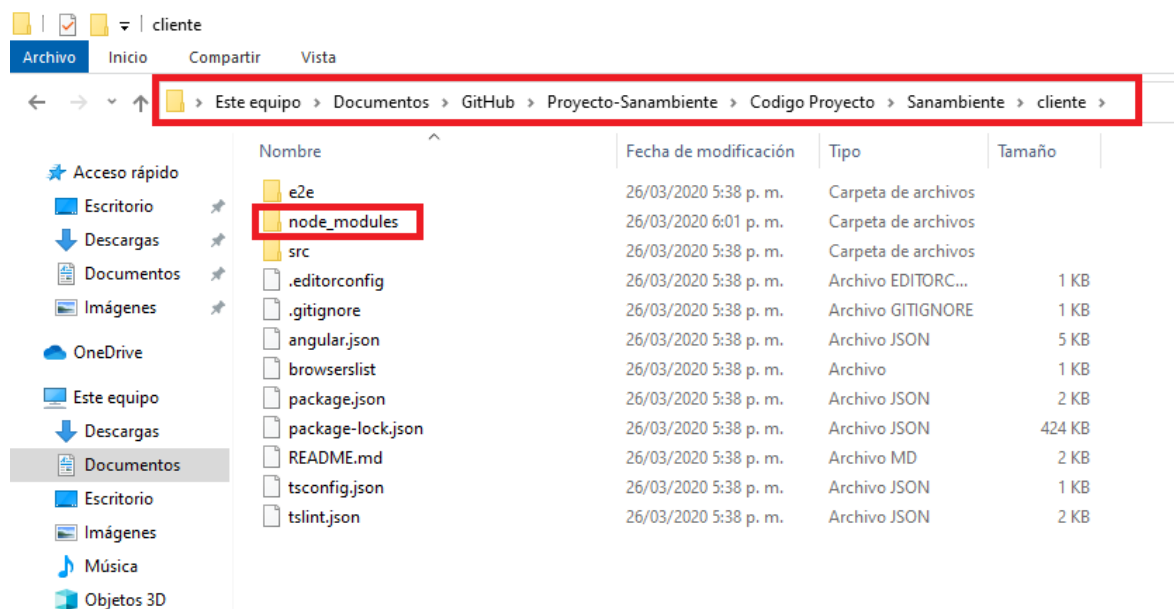 cliente
Archivo Inicio Compartir Vista
Este equipo > Documentos > GitHub > Proyecto-Sanambiente > Codigo Proyecto > Sanambiente > cliente >
Nombre Fecha de modificación Tipo Tamaño
Acceso rápido
Escritorio
Descargas
Documentos
Imágenes
OneDrive
Este equipo
Descargas
Documentos
Escritorio
Imágenes
Música
Objetos 3D
e2e 26/03/2020 5:38 p. m. Carpeta de archivos
node_modules 26/03/2020 6:01 p. m. Carpeta de archivos
src 26/03/2020 5:38 p. m. Carpeta de archivos
.editorconfig 26/03/2020 5:38 p. m. Archivo EDITORC... 1 KB
.gitignore 26/03/2020 5:38 p. m. Archivo GITIGNORE 1 KB
angular.json 26/03/2020 5:38 p. m. Archivo JSON 5 KB
browserslist 26/03/2020 5:38 p. m. Archivo 1 KB
package.json 26/03/2020 5:38 p. m. Archivo JSON 2 KB
package-lock.json 26/03/2020 5:38 p. m. Archivo JSON 424 KB
README.md 26/03/2020 5:38 p. m. Archivo MD 2 KB
tsconfig.json 26/03/2020 5:38 p. m. Archivo JSON 1 KB
tslint.json 26/03/2020 5:38 p. m. Archivo JSON 2 KB